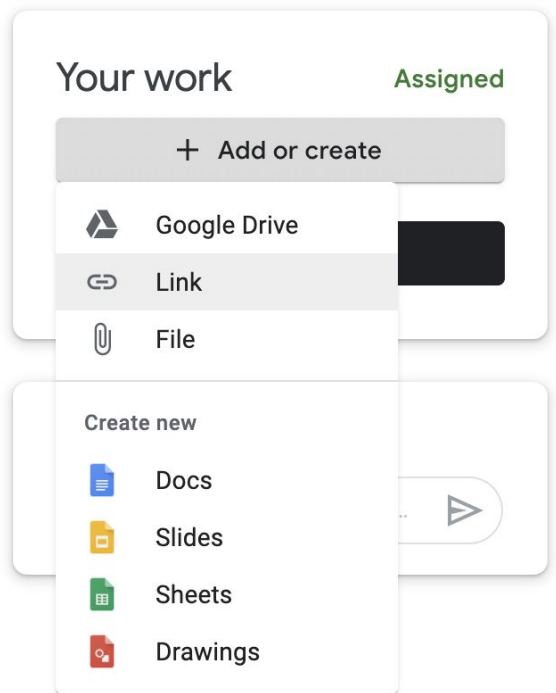 Your work
Assigned
+ Add or create
Google Drive
Link
File
Create new
Docs
Slides
Sheets
Drawings